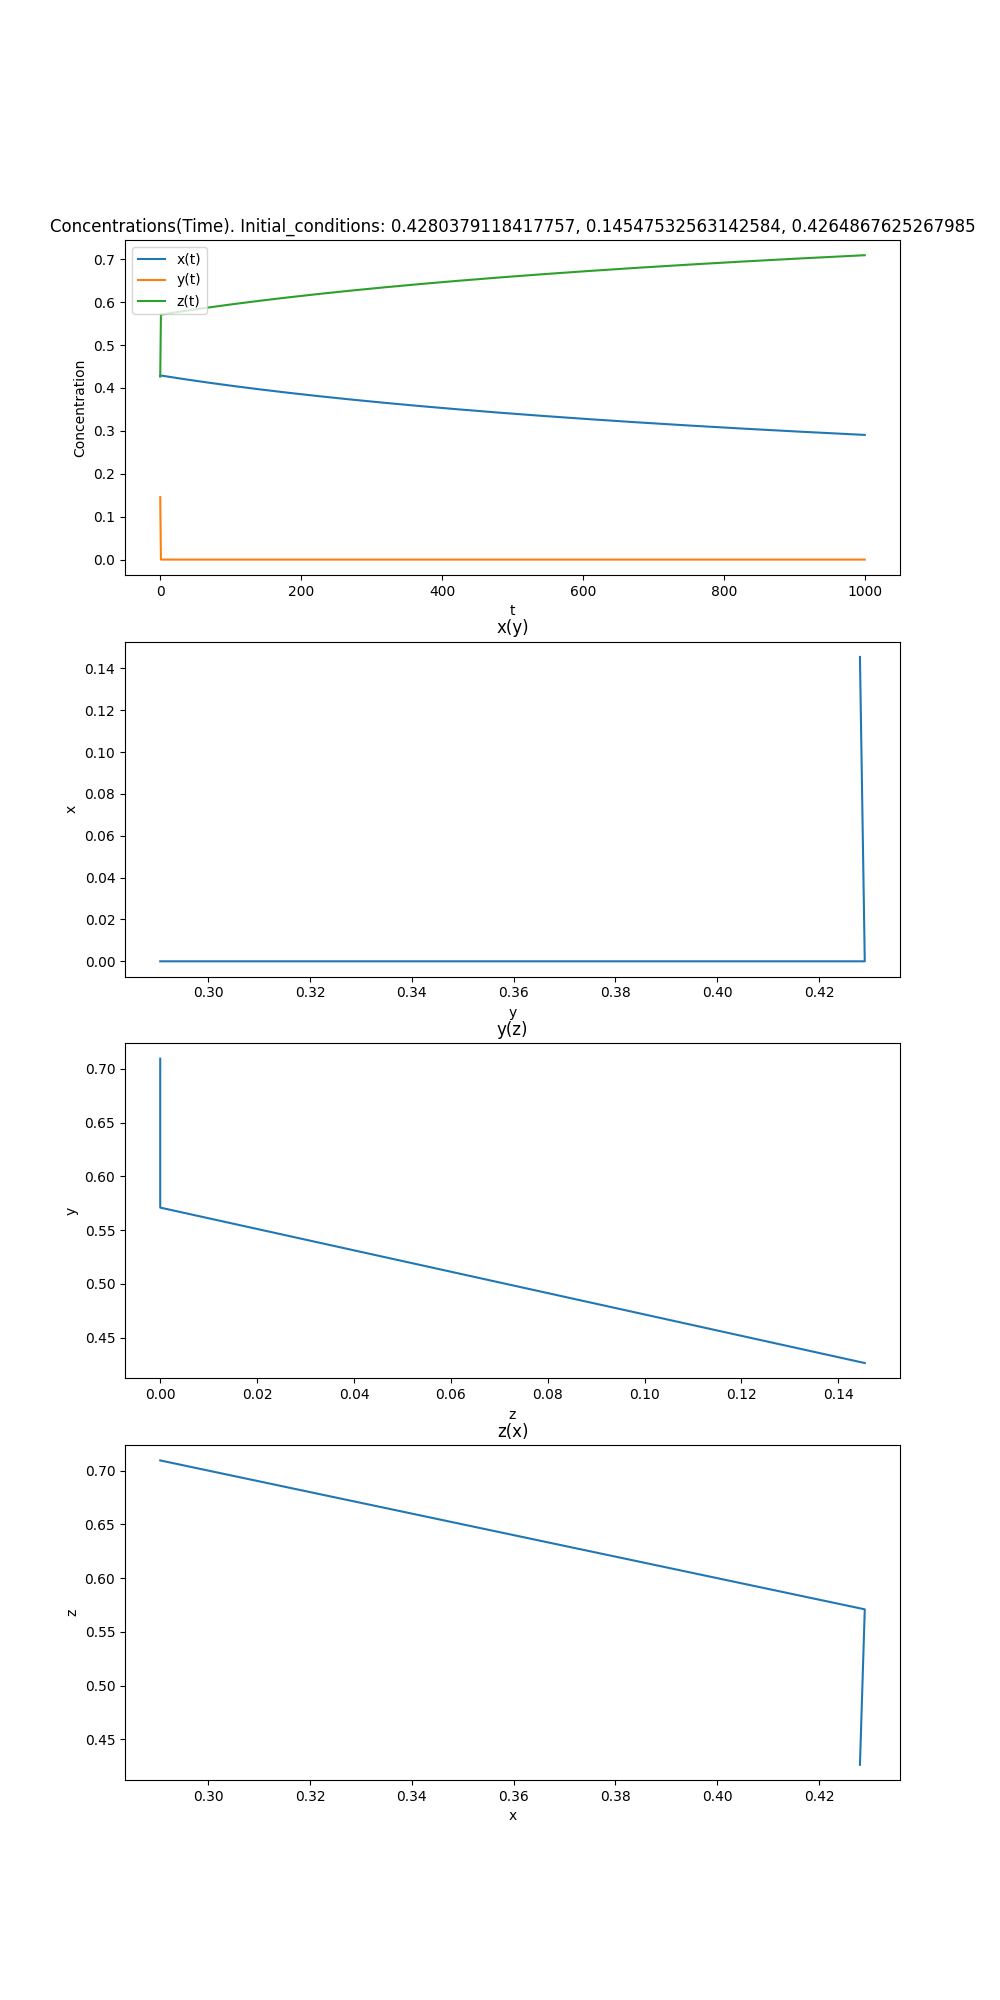 Concentrations(Time). Initial_conditions: 0.4280379118417757, 0.14547532563142584, 0.4264867625267985
x(t)
y(t)
z(t)
0.7
0.6
0.5
0.4
0.3
0.2
0.1
0.0
Concentration
0 200 400 600 800 1000
t
x(y)
0.14
0.12
0.10
0.08
0.06
0.04
0.02
0.00
x
0.30 0.32 0.34 0.36 0.38 0.40 0.42
y
y(z)
0.70
0.65
0.60
0.55
0.50
0.45
y
0.00 0.02 0.04 0.06 0.08 0.10 0.12 0.14
z
z(x)
0.70
0.65
0.60
0.55
0.50
0.45
z
0.30 0.32 0.34 0.36 0.38 0.40 0.42
x